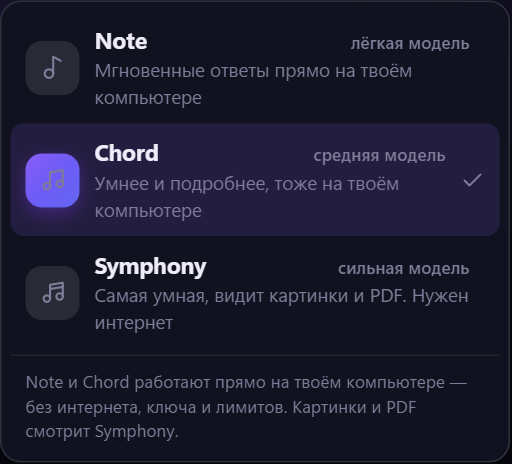 Note
лёгкая модель
Мгновенные ответы прямо на твоём
компьютере
Chord
средняя модель
Умнее и подробнее, тоже на твоём
компьютере
Symphony
сильная модель
Самая умная, видит картинки и PDF. Нужен
интернет
Note и Chord работают прямо на твоём компьютере —
без интернета, ключа и лимитов. Картинки и PDF
смотрит Symphony.